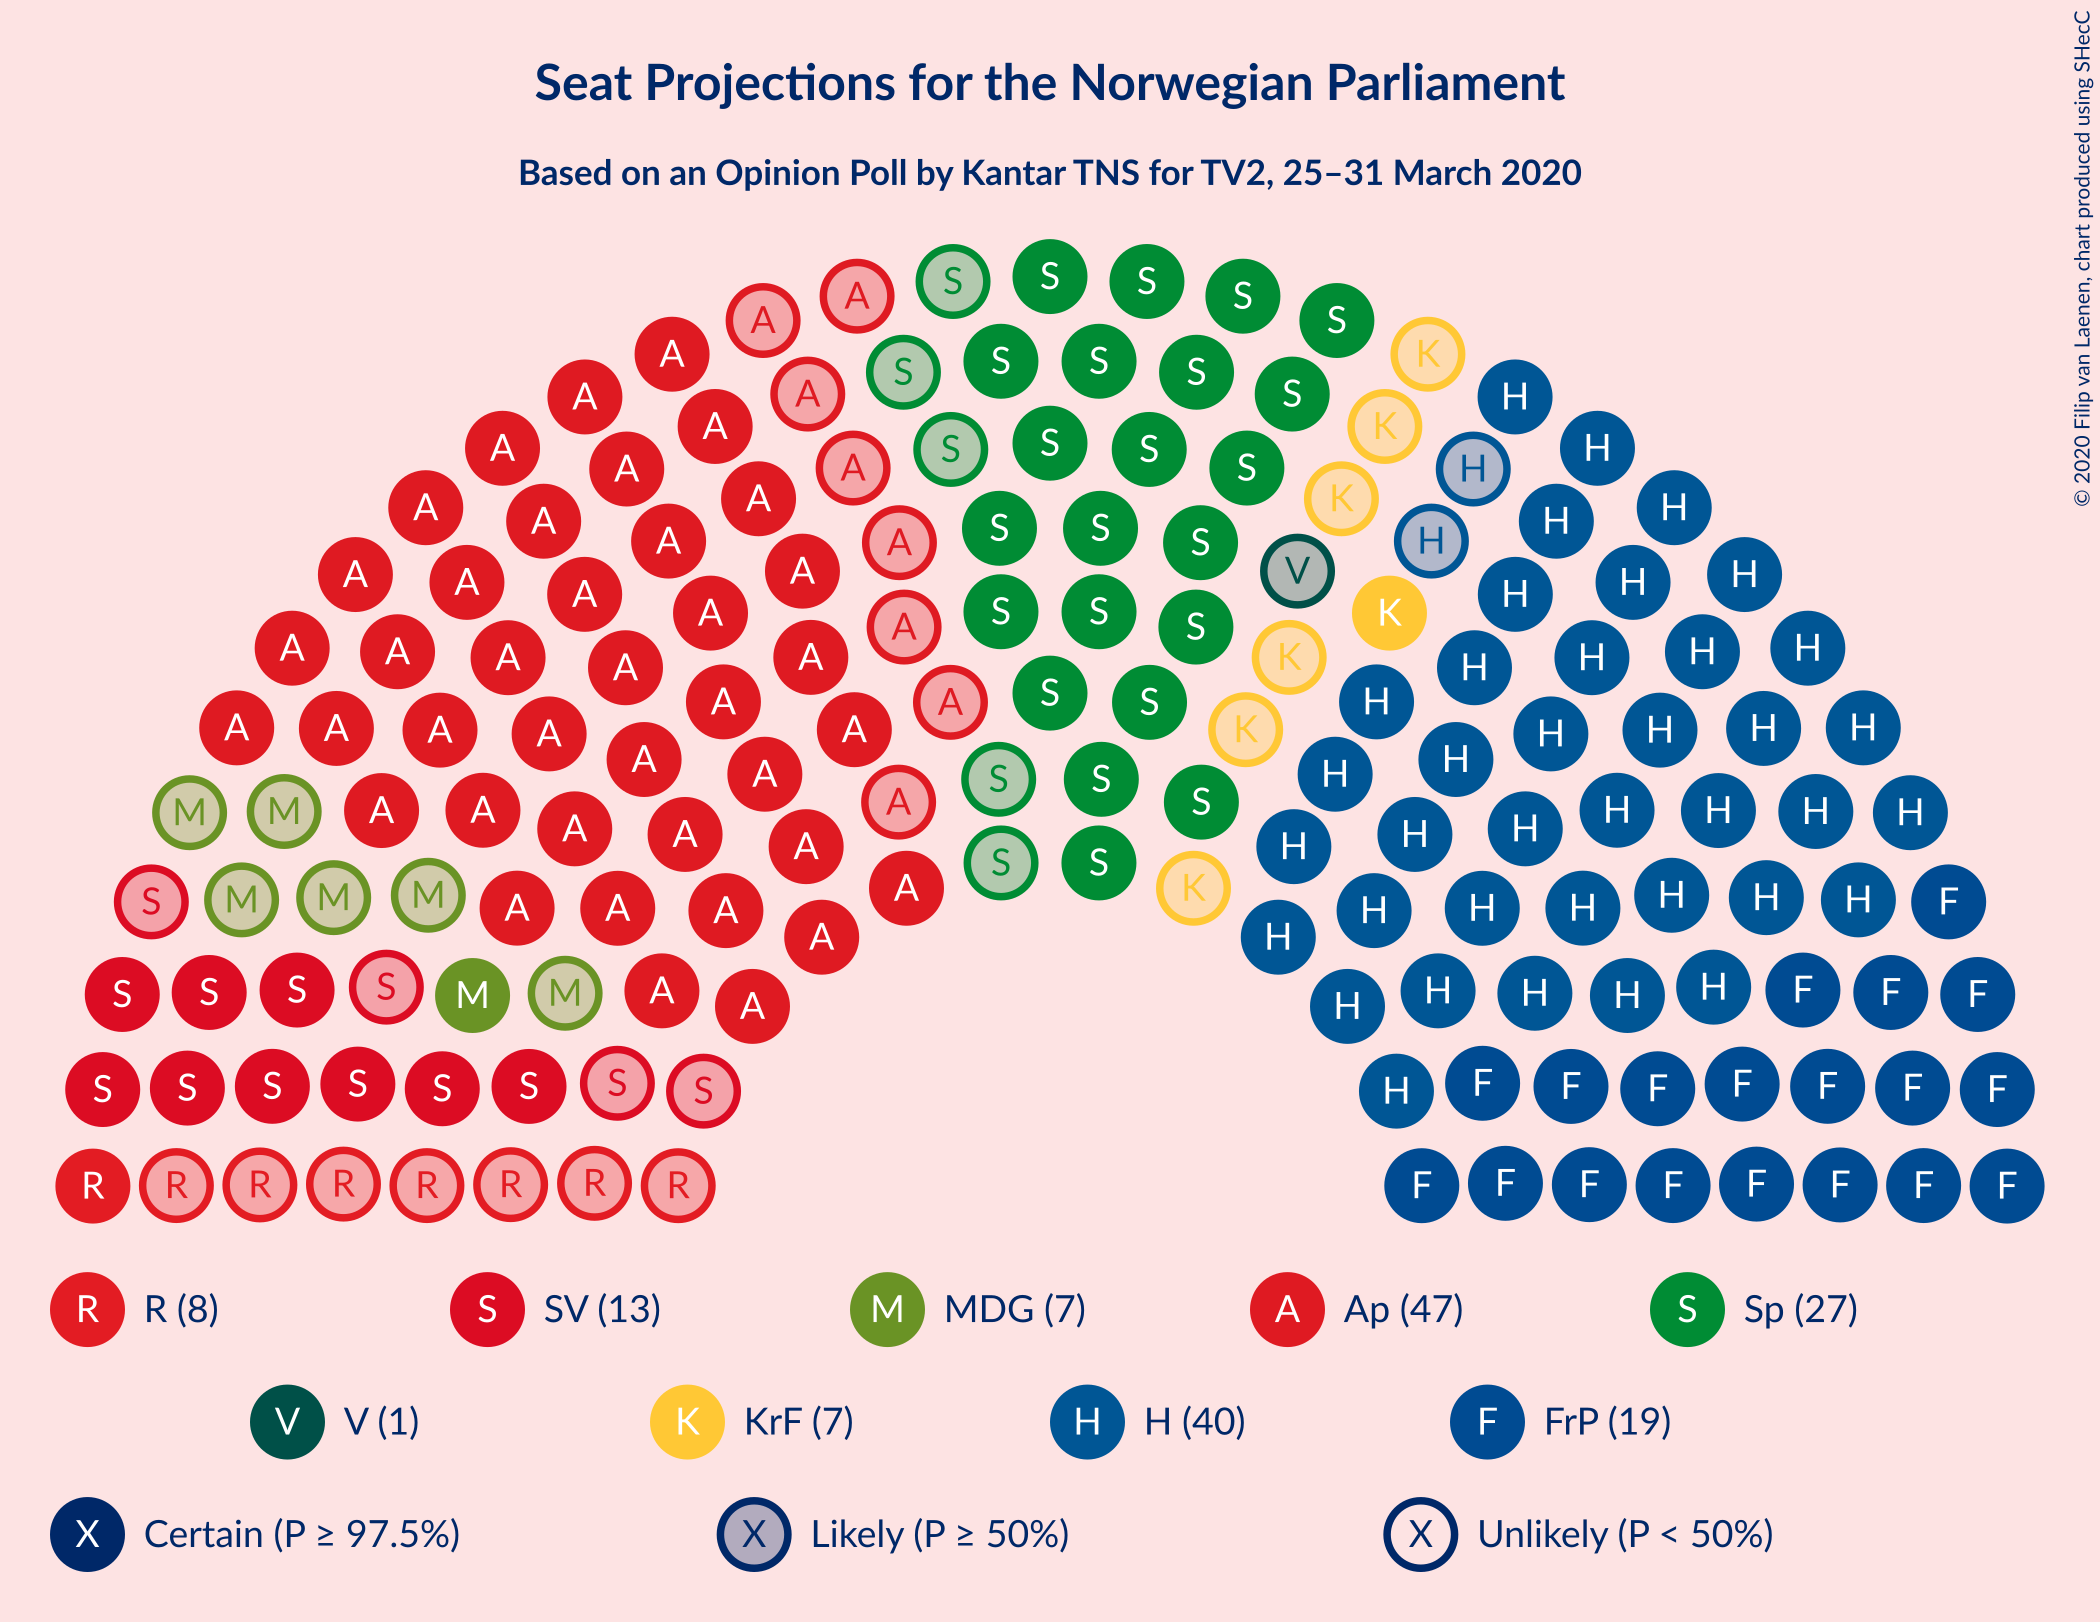 Seat Projections for the Norwegian Parliament
Based on an Opinion Poll by Kantar TNS for TV2, 25–31 March 2020
© 2020 Filip van Laenen, chart produced using SHecC
S S S S S
A A K
A S S S S S H
A A K
A S S S S H H
A A A K
A S S S V H H
A A A K
A A A S S S K H H
A A A A K H H
A A A A S S K H H H
A A A A A S S S K H H H H
M M A A A A A A H H H H H H H H
S M M M A A A A A S S K H H H H H H H F
S S S S M M A A H H H H H F F F
S S S S S S S S H F F F F F F F
R R R R R R R R F F F F F F F F
R R (8) S SV (13) M MDG (7) A Ap (47) S Sp (27)
V V (1) K KrF (7) H H (40) F FrP (19)
X Certain (P ≥ 97.5%) X Likely (P ≥ 50%) X Unlikely (P < 50%)